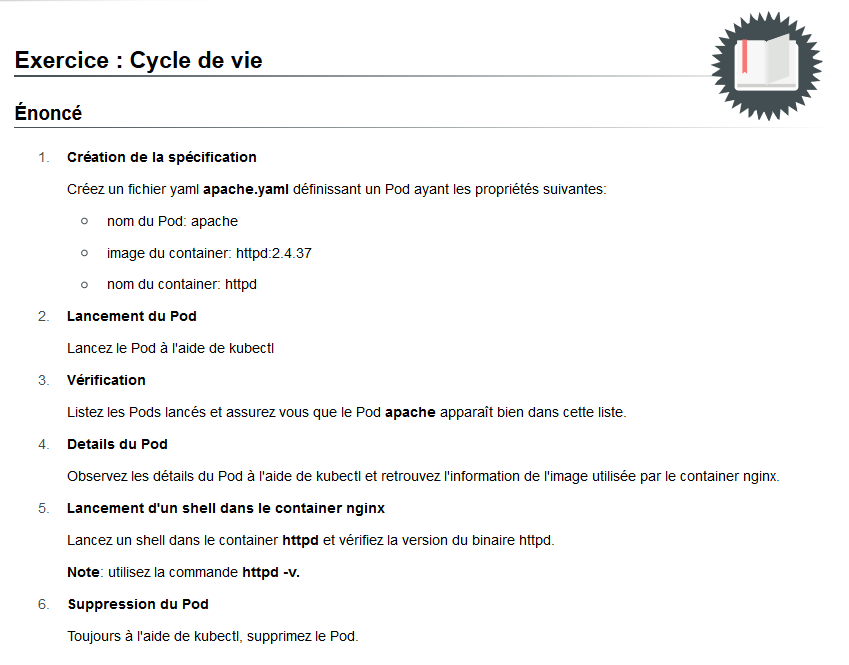 Exercice : Cycle de vie
Énoncé
1. Création de la spécification
Créez un fichier yaml apache.yaml définissant un Pod ayant les propriétés suivantes:
nom du Pod: apache
image du container: httpd:2.4.37
nom du container: httpd
2. Lancement du Pod
Lancez le Pod à l'aide de kubectl
3. Vérification
Listez les Pods lancés et assurez vous que le Pod apache apparaît bien dans cette liste.
4. Details du Pod
Observez les détails du Pod à l'aide de kubectl et retrouvez l'information de l'image utilisée par le container nginx.
5. Lancement d'un shell dans le container nginx
Lancez un shell dans le container httpd et vérifiez la version du binaire httpd.
Note: utilisez la commande httpd -v.
6. Suppression du Pod
Toujours à l'aide de kubectl, supprimez le Pod.